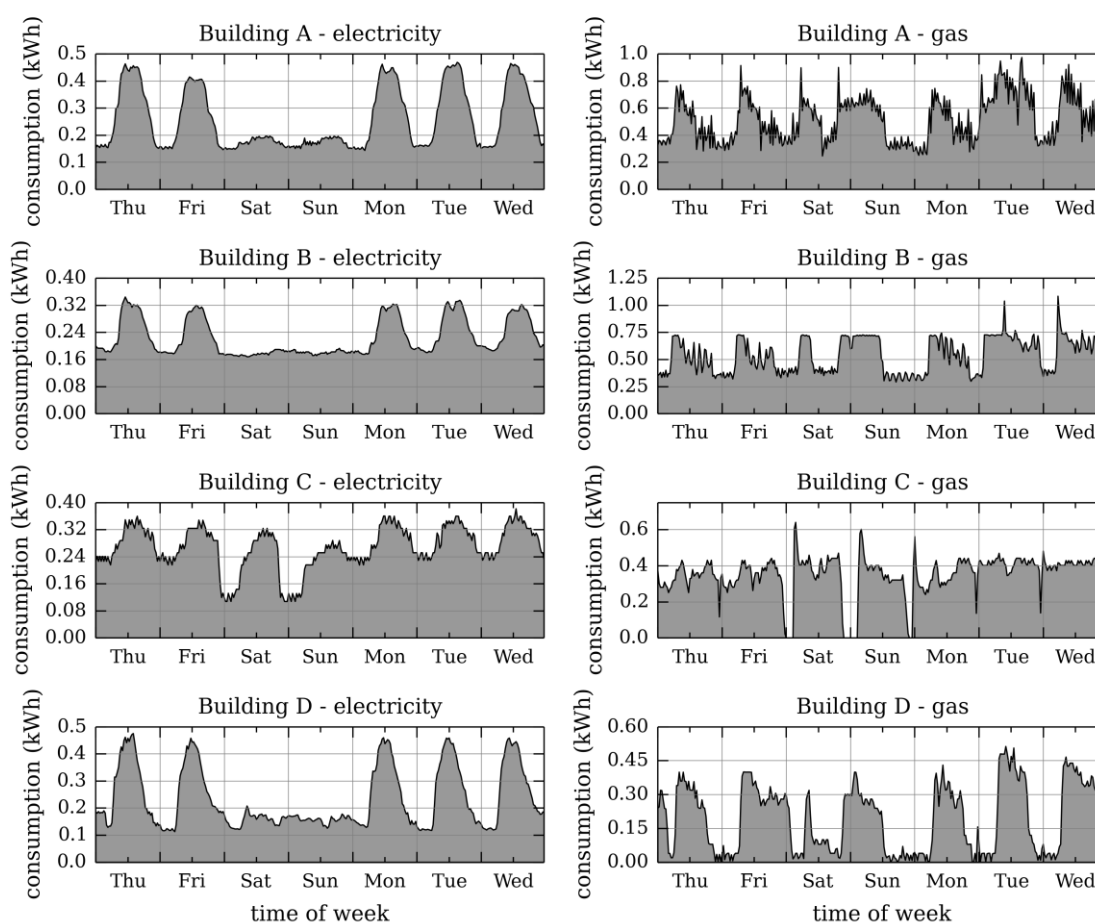 Building A - electricity
consumption (kWh)
0.5
0.4
0.3
0.2
0.1
0.0
Thu Fri Sat Sun Mon Tue Wed
Building A - gas
consumption (kWh)
1.0
0.8
0.6
0.4
0.2
0.0
Thu Fri Sat Sun Mon Tue Wed
Building B - electricity
consumption (kWh)
0.40
0.32
0.24
0.16
0.08
0.00
Thu Fri Sat Sun Mon Tue Wed
Building B - gas
consumption (kWh)
1.25
1.00
0.75
0.50
0.25
0.00
Thu Fri Sat Sun Mon Tue Wed
Building C - electricity
consumption (kWh)
0.40
0.32
0.24
0.16
0.08
0.00
Thu Fri Sat Sun Mon Tue Wed
Building C - gas
consumption (kWh)
0.6
0.4
0.2
0.0
Thu Fri Sat Sun Mon Tue Wed
Building D - electricity
consumption (kWh)
0.5
0.4
0.3
0.2
0.1
0.0
Thu Fri Sat Sun Mon Tue Wed
time of week
Building D - gas
consumption (kWh)
0.60
0.45
0.30
0.15
0.00
Thu Fri Sat Sun Mon Tue Wed
time of week